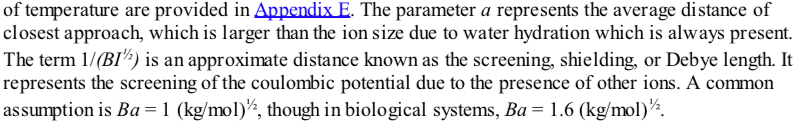 of temperature are provided in Appendix E. The parameter a represents the average distance of
closest approach, which is larger than the ion size due to water hydration which is always present.
The term 1/(BI^½) is an approximate distance known as the screening, shielding, or Debye length. It
represents the screening of the coulombic potential due to the presence of other ions. A common
assumption is Ba = 1 (kg/mol)^½, though in biological systems, Ba = 1.6 (kg/mol)^½.